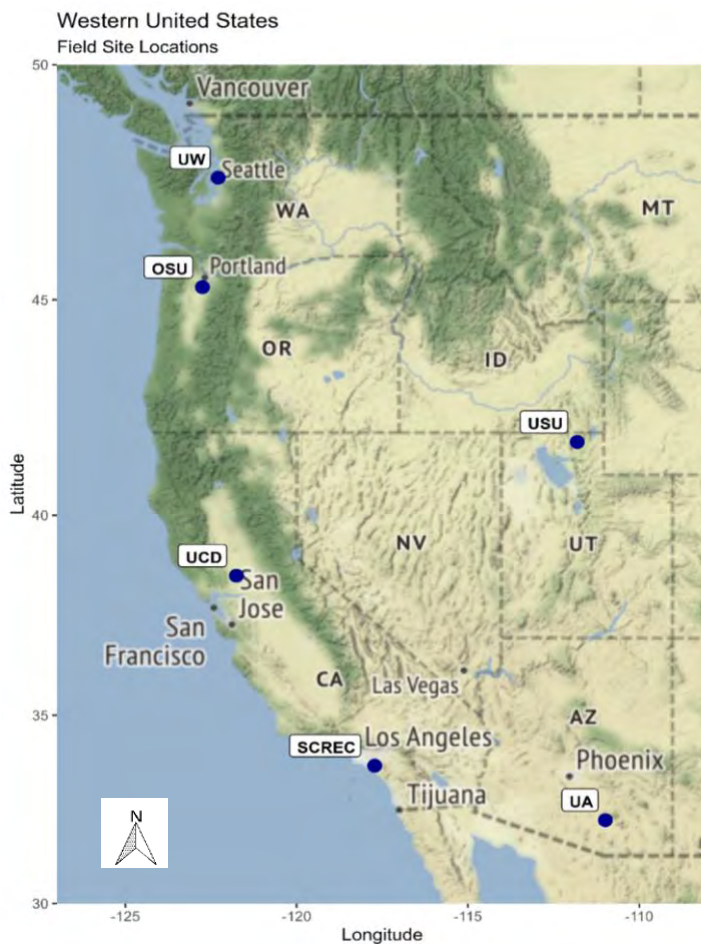 Western United States
Field Site Locations
50
Vancouver
UW
Seattle
WA
MT
OSU
Portland
45
OR
ID
USU
Latitude
40
NV
UT
UCD
San
Jose
San
Francisco
CA
Las Vegas
35
AZ
SCREC
Los Angeles
Phoenix
Tijuana
UA
N
30
-125
-120
-115
-110
Longitude